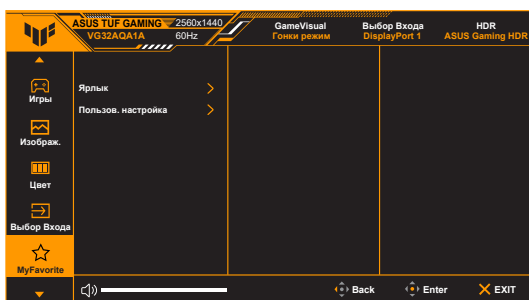 ASUS TUF GAMING
VG32AQA1A
2560x1440
60Hz
GameVisual
Гонки режим
Выбор Входа
DisplayPort 1
HDR
ASUS Gaming HDR
Игры
Изображ.
Цвет
Выбор Входа
MyFavorite
Ярлык
Пользов. настройка
Back
Enter
EXIT